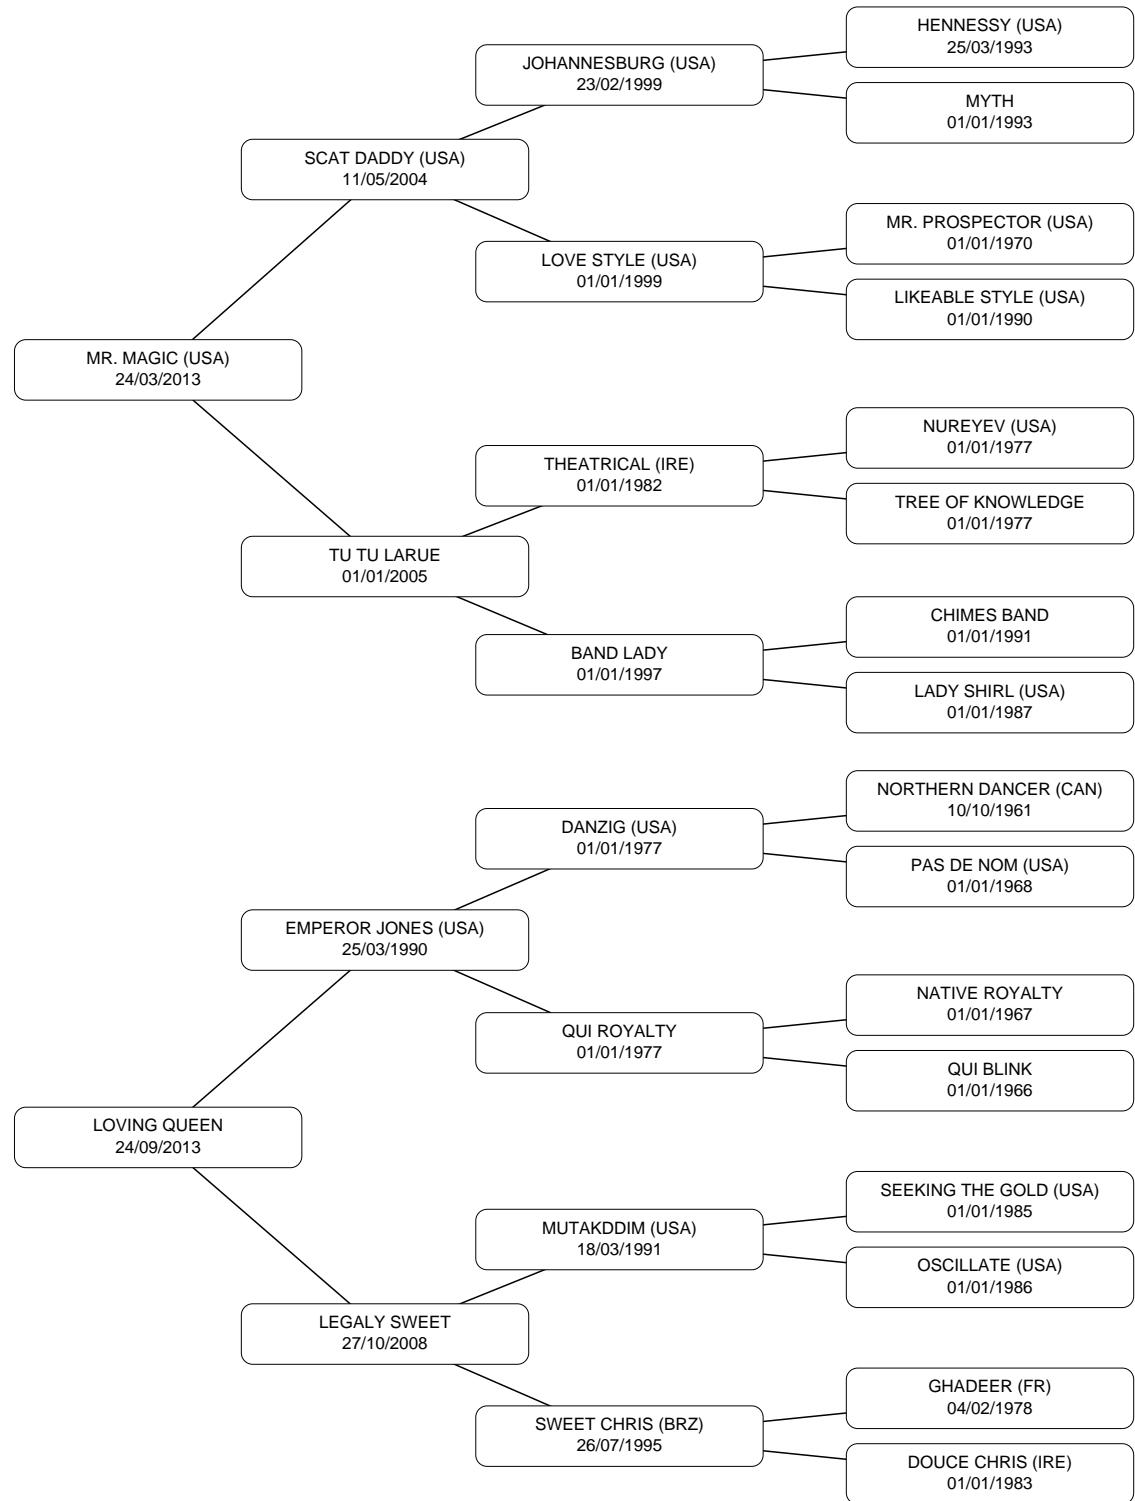 HENNESSY (USA)
25/03/1993
JOHANNESBURG (USA)
23/02/1999
MYTH
01/01/1993
SCAT DADDY (USA)
11/05/2004
MR. PROSPECTOR (USA)
01/01/1970
LOVE STYLE (USA)
01/01/1999
LIKEABLE STYLE (USA)
01/01/1990
MR. MAGIC (USA)
24/03/2013
NUREYEV (USA)
01/01/1977
THEATRICAL (IRE)
01/01/1982
TREE OF KNOWLEDGE
01/01/1977
TU TU LARUE
01/01/2005
CHIMES BAND
01/01/1991
BAND LADY
01/01/1997
LADY SHIRL (USA)
01/01/1987
NORTHERN DANCER (CAN)
10/10/1961
DANZIG (USA)
01/01/1977
PAS DE NOM (USA)
01/01/1968
EMPEROR JONES (USA)
25/03/1990
NATIVE ROYALTY
01/01/1967
QUI ROYALTY
01/01/1977
QUI BLINK
01/01/1966
LOVING QUEEN
24/09/2013
SEEKING THE GOLD (USA)
01/01/1985
MUTAKDDIM (USA)
18/03/1991
OSCILLATE (USA)
01/01/1986
LEGALY SWEET
27/10/2008
GHADEER (FR)
04/02/1978
SWEET CHRIS (BRZ)
26/07/1995
DOUCE CHRIS (IRE)
01/01/1983